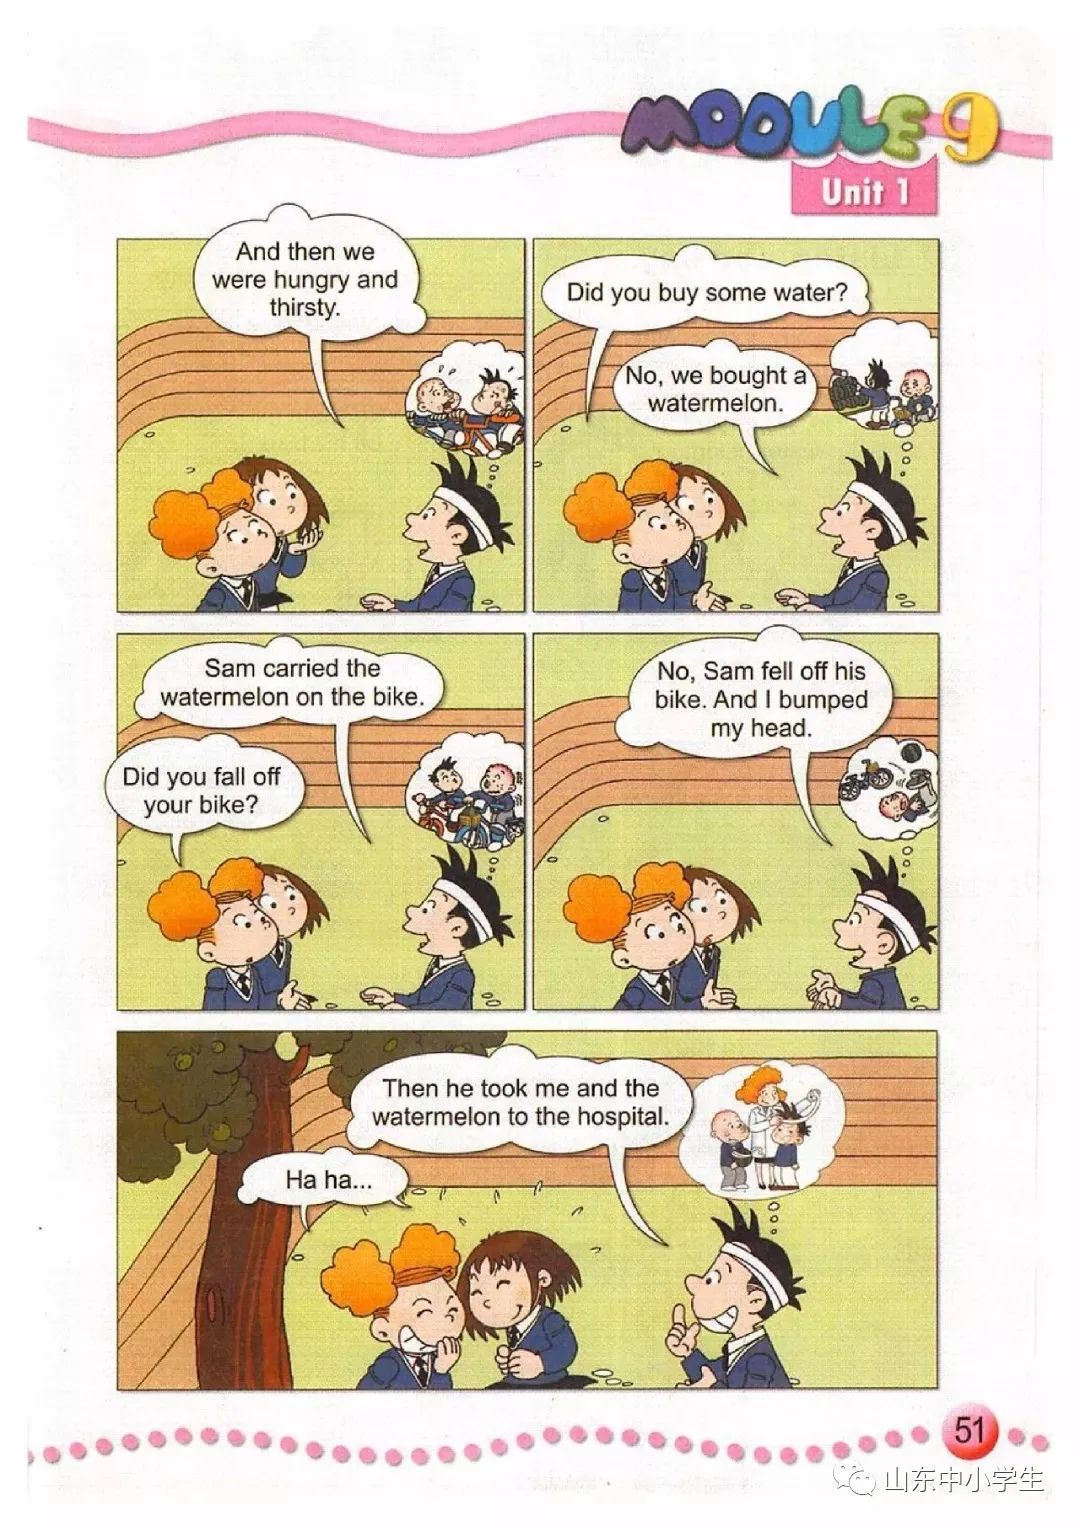 MODULE 9
Unit 1
And then we
were hungry and
thirsty.
Did you buy some water?
No, we bought a
watermelon.
Sam carried the
watermelon on the bike.
Did you fall off
your bike?
No, Sam fell off his
bike. And I bumped
my head.
Then he took me and the
watermelon to the hospital.
Ha ha...
51
山东中小学生